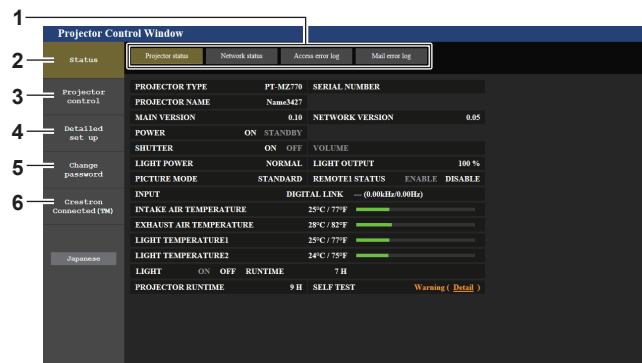 1
Projector Control Window
2
Status
Projector status Network status Access error log Mail error log
3
Projector
control
4
Detailed
set up
5
Change
password
6
Crestron
Connected(TM)
Japanese
PROJECTOR TYPE PT-MZ770 SERIAL NUMBER
PROJECTOR NAME Name3427
MAIN VERSION 0.10 NETWORK VERSION 0.05
POWER ON STANDBY
SHUTTER ON OFF VOLUME
LIGHT POWER NORMAL LIGHT OUTPUT 100 %
PICTURE MODE STANDARD REMOTE1 STATUS ENABLE DISABLE
INPUT DIGITAL LINK --- (0.00kHz/0.00Hz)
INTAKE AIR TEMPERATURE 25°C / 77°F
EXHAUST AIR TEMPERATURE 28°C / 82°F
LIGHT TEMPERATURE1 25°C / 77°F
LIGHT TEMPERATURE2 24°C / 75°F
LIGHT ON OFF RUNTIME 7 H
PROJECTOR RUNTIME 9 H SELF TEST Warning ( Detail )